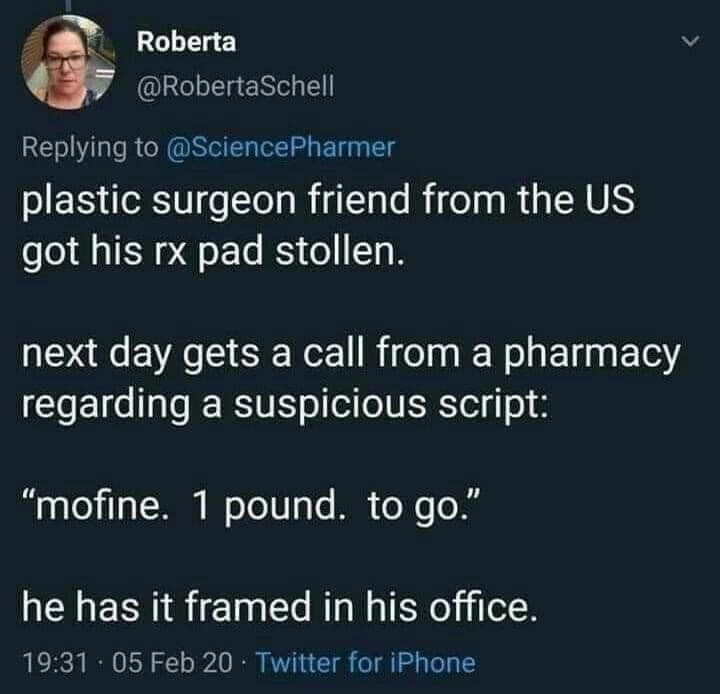 Roberta
@RobertaSchell
Replying to @SciencePharmer
plastic surgeon friend from the US
got his rx pad stollen.
next day gets a call from a pharmacy
regarding a suspicious script:
“mofine.  1 pound.  to go.”
he has it framed in his office.
19:31 · 05 Feb 20 · Twitter for iPhone